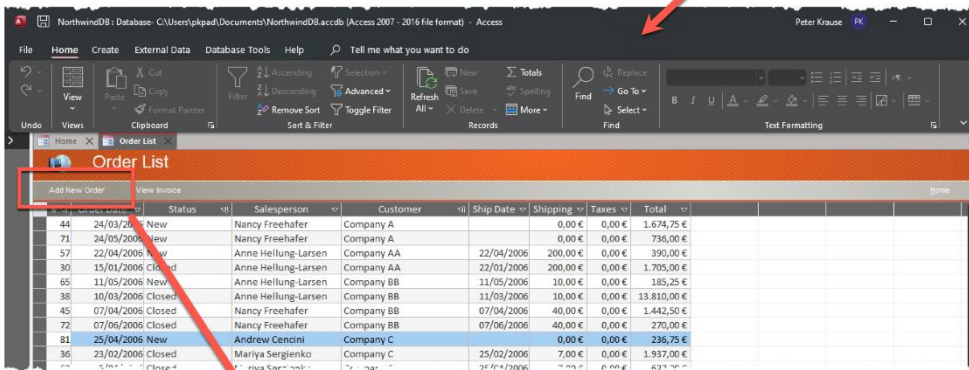 NorthwindDB : Database- C:\Users\pkpad\Documents\NorthwindDB.accdb (Access 2007 - 2016 file format) - Access Peter Krause PK
File Home Create External Data Database Tools Help Tell me what you want to do
View
Paste
Cut
Copy
Format Painter
Filter
Ascending
Descending
Remove Sort
Selection
Advanced
Toggle Filter
Refresh
All
New
Save
Delete
Totals
Spelling
More
Find
Replace
Go To
Select
B I U A
Undo Views Clipboard Sort & Filter Records Find Text Formatting
Home Order List
Order List
Add New Order View Invoice Home
Order Date Status Salesperson Customer Ship Date Shipping Taxes Total
44 24/03/2006 New Nancy Freehafer Company A 0,00 € 0,00 € 1.674,75 €
71 24/05/2006 New Nancy Freehafer Company A 0,00 € 0,00 € 736,00 €
57 22/04/2006 New Anne Hellung-Larsen Company AA 22/04/2006 200,00 € 0,00 € 390,00 €
30 15/01/2006 Closed Anne Hellung-Larsen Company AA 22/01/2006 200,00 € 0,00 € 1.705,00 €
65 11/05/2006 New Anne Hellung-Larsen Company BB 11/05/2006 10,00 € 0,00 € 185,25 €
38 10/03/2006 Closed Anne Hellung-Larsen Company BB 11/03/2006 10,00 € 0,00 € 13.810,00 €
45 07/04/2006 Closed Nancy Freehafer Company BB 07/04/2006 40,00 € 0,00 € 1.442,50 €
72 07/06/2006 Closed Nancy Freehafer Company BB 07/06/2006 40,00 € 0,00 € 270,00 €
81 25/04/2006 New Andrew Cencini Company C 0,00 € 0,00 € 236,75 €
36 23/02/2006 Closed Mariya Sergienko Company C 25/02/2006 7,00 € 0,00 € 1.937,00 €